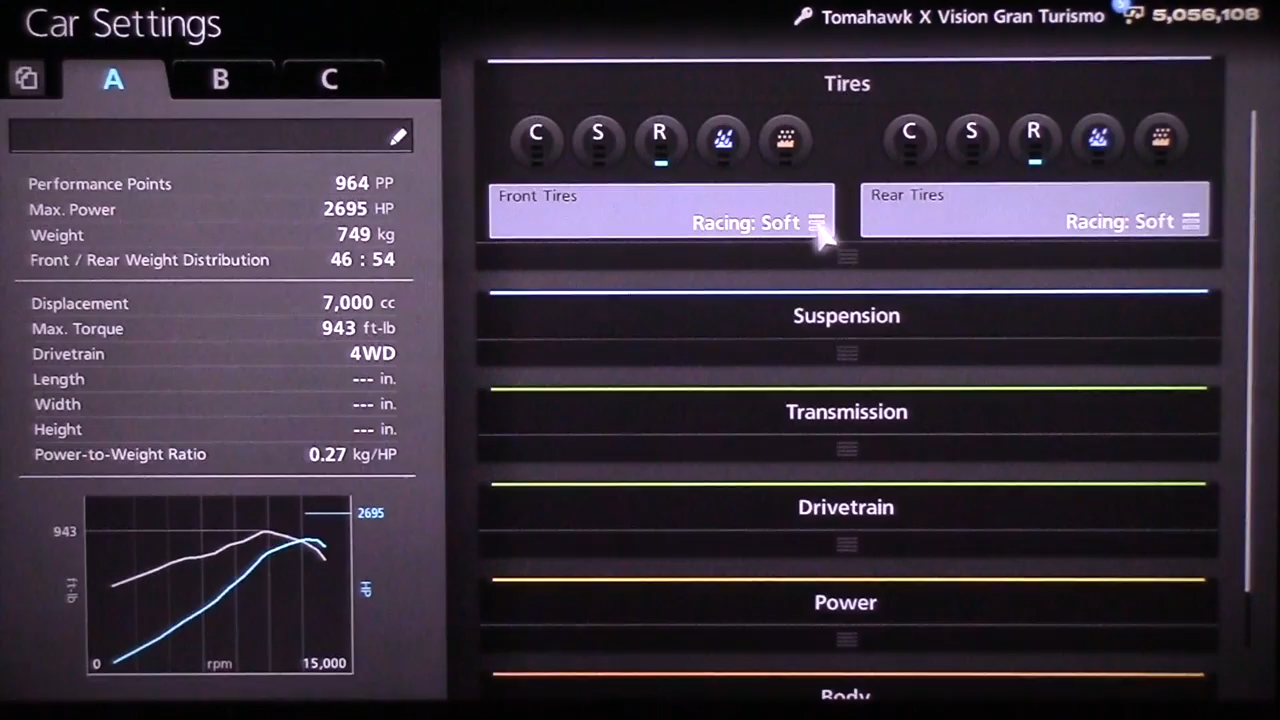 Car Settings
Tomahawk X Vision Gran Turismo
5,056,108
A
B
C
Performance Points 964 PP
Max. Power 2695 HP
Weight 749 kg
Front / Rear Weight Distribution 46 : 54
Displacement 7,000 cc
Max. Torque 943 ft-lb
Drivetrain 4WD
Length --- in.
Width --- in.
Height --- in.
Power-to-Weight Ratio 0.27 kg/HP
943
2695
ft-lb
HP
0 rpm 15,000
Tires
C S R
C S R
Front Tires
Racing: Soft
Rear Tires
Racing: Soft
Suspension
Transmission
Drivetrain
Power
Body